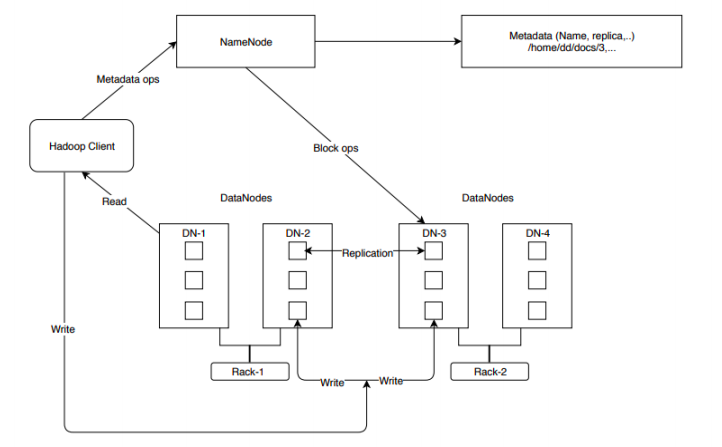 NameNode
Metadata (Name, replica,..)
/home/dd/docs/3,...
Metadata ops
Hadoop Client
Block ops
Read
DataNodes
DataNodes
DN-1
DN-2
DN-3
DN-4
Replication
Write
Rack-1
Write
Write
Rack-2